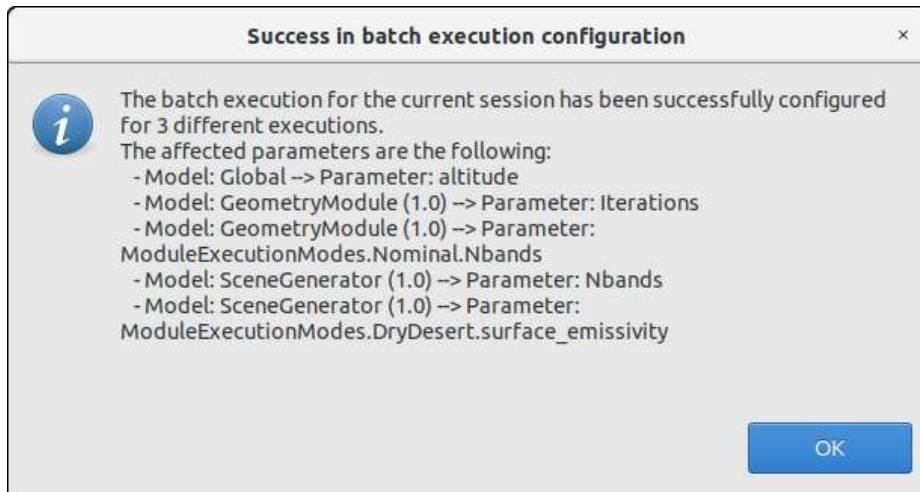 Success in batch execution configuration
×
The batch execution for the current session has been successfully configured
for 3 different executions.
The affected parameters are the following:
- Model: Global --> Parameter: altitude
- Model: GeometryModule (1.0) --> Parameter: Iterations
- Model: GeometryModule (1.0) --> Parameter:
ModuleExecutionModes.Nominal.Nbands
- Model: SceneGenerator (1.0) --> Parameter: Nbands
- Model: SceneGenerator (1.0) --> Parameter:
ModuleExecutionModes.DryDesert.surface_emissivity
OK